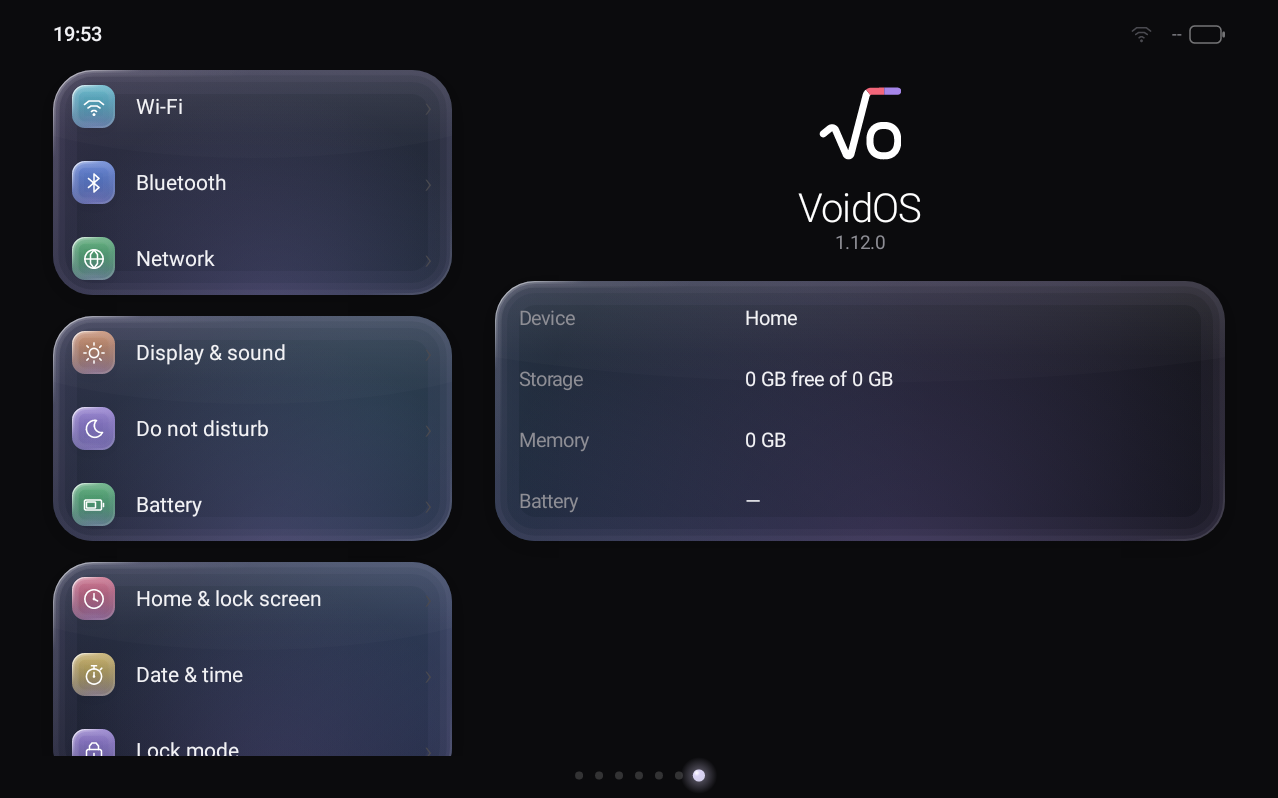 19:53
--
Wi-Fi
Bluetooth
Network
Display & sound
Do not disturb
Battery
Home & lock screen
Date & time
Lock mode
VoidOS
1.12.0
Device Home
Storage 0 GB free of 0 GB
Memory 0 GB
Battery —